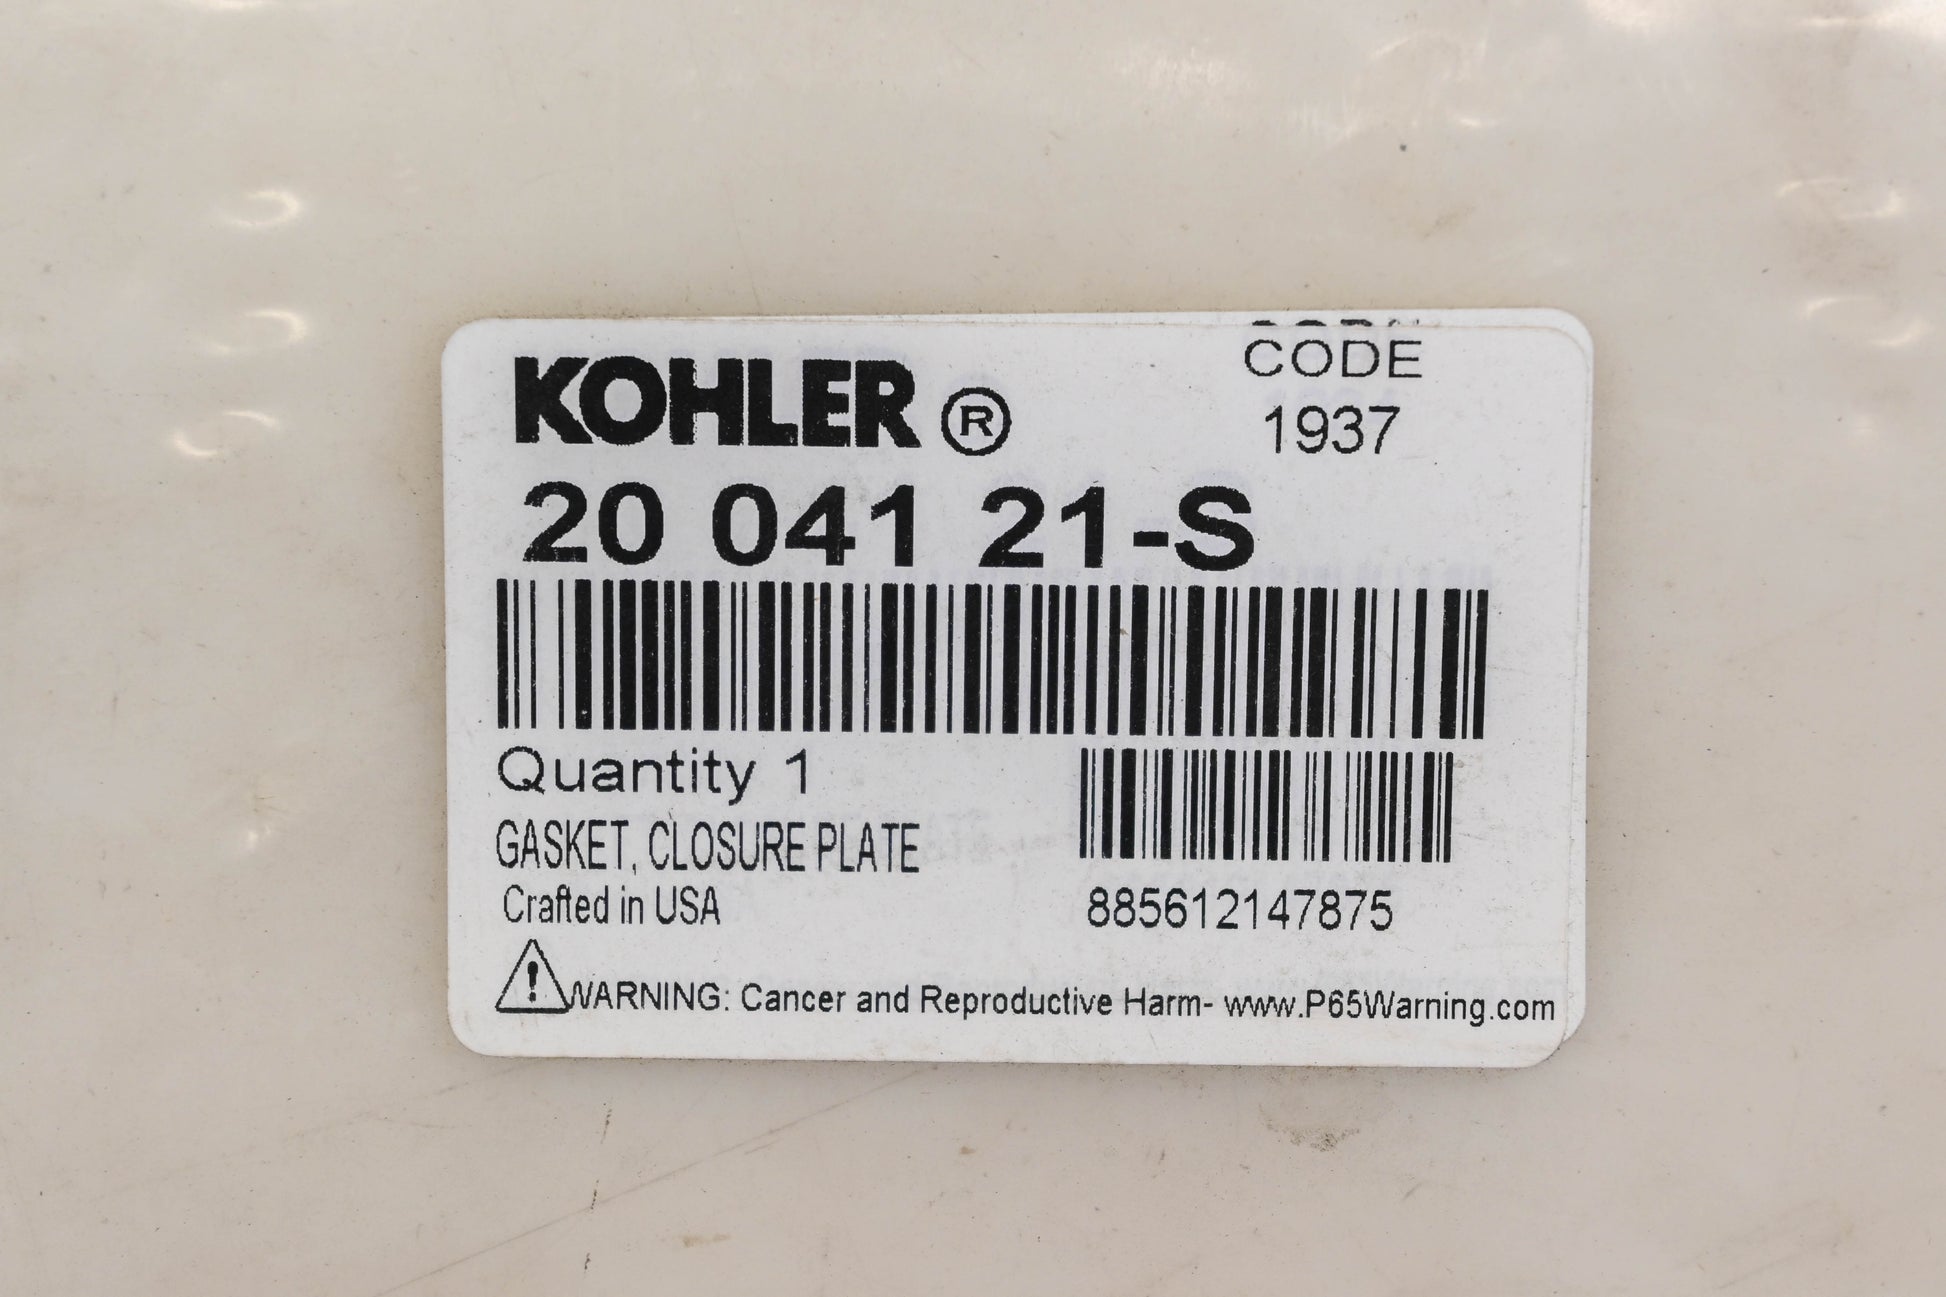 KOHLER ®
CODE
1937
20 041 21-S
Quantity 1
GASKET, CLOSURE PLATE
Crafted in USA
885612147875
WARNING: Cancer and Reproductive Harm- www.P65Warning.com